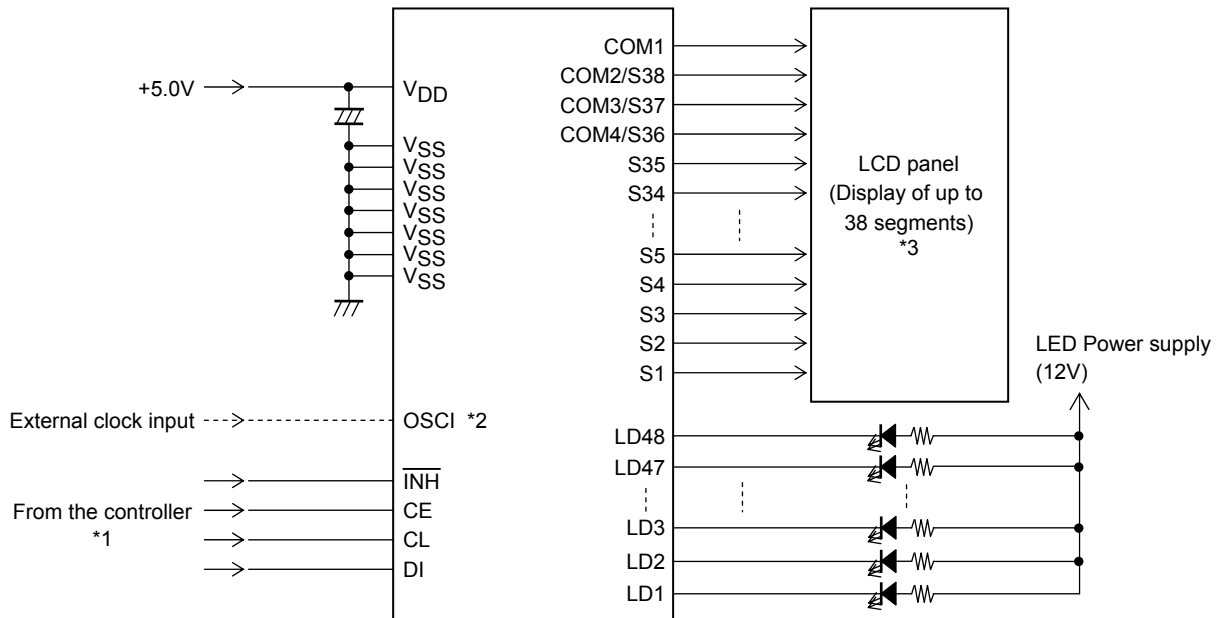 +5.0V
VDD
VSS
VSS
VSS
VSS
VSS
VSS
VSS
External clock input
OSCI *2
From the controller
*1
INH
CE
CL
DI
COM1
COM2/S38
COM3/S37
COM4/S36
S35
S34
S5
S4
S3
S2
S1
LD48
LD47
LD3
LD2
LD1
LCD panel
(Display of up to
38 segments)
*3
LED Power supply
(12V)